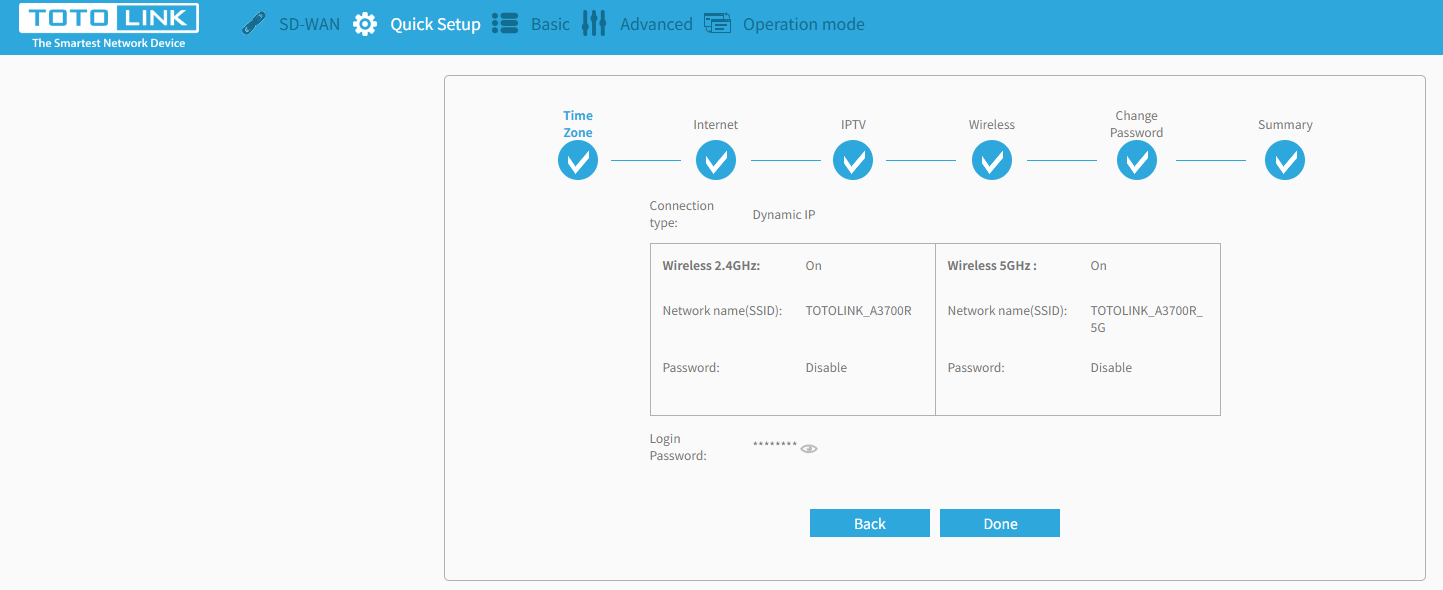 TOTO LINK
The Smartest Network Device
SD-WAN Quick Setup Basic Advanced Operation mode
Time
Zone
Internet
IPTV
Wireless
Change
Password
Summary
Connection
type:
Dynamic IP
Wireless 2.4GHz: On
Network name(SSID): TOTOLINK_A3700R
Password: Disable
Wireless 5GHz : On
Network name(SSID): TOTOLINK_A3700R_
5G
Password: Disable
Login
Password:
********
Back
Done